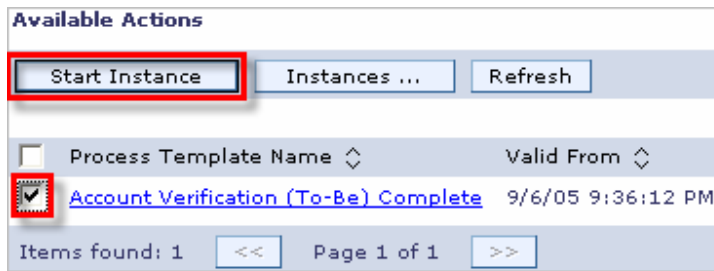 Available Actions
Start Instance Instances ... Refresh
Process Template Name Valid From
Account Verification (To-Be) Complete 9/6/05 9:36:12 PM
Items found: 1 << Page 1 of 1 >>